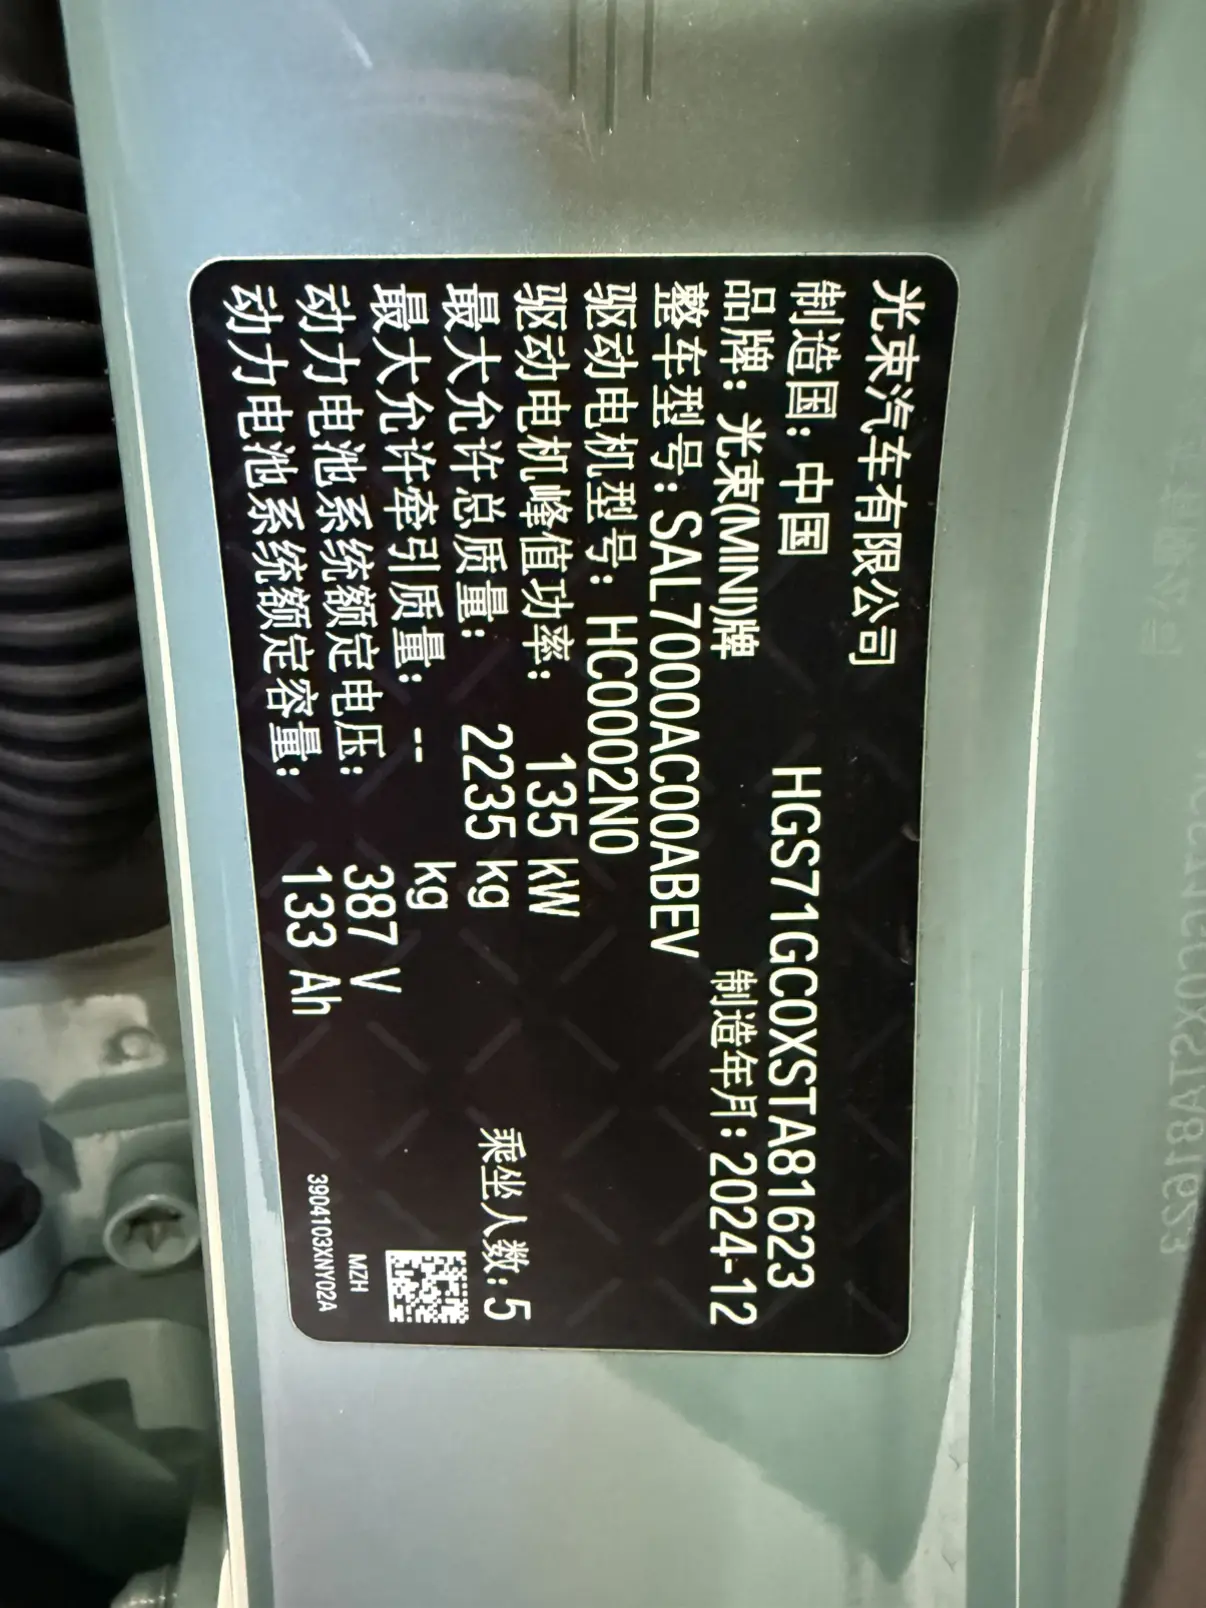 光束汽车有限公司
制造国：中国 HGS71GC0XSTA81623
品牌：光束(MINI)牌 制造年月：2024-12
整车型号：SAL7000AC00ABEV
驱动电机型号：HC0002N0
驱动电机峰值功率：135 kW
最大允许总质量：2235 kg 乘坐人数：5
最大允许牵引质量：-- kg
动力电池系统额定电压：387 V
动力电池系统额定容量：133 Ah
MZH
3904103XNY02A